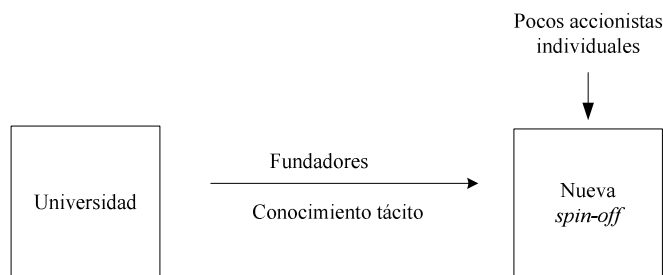 Pocos accionistas
individuales
Fundadores
Universidad
Conocimiento tácito
Nueva
spin-off